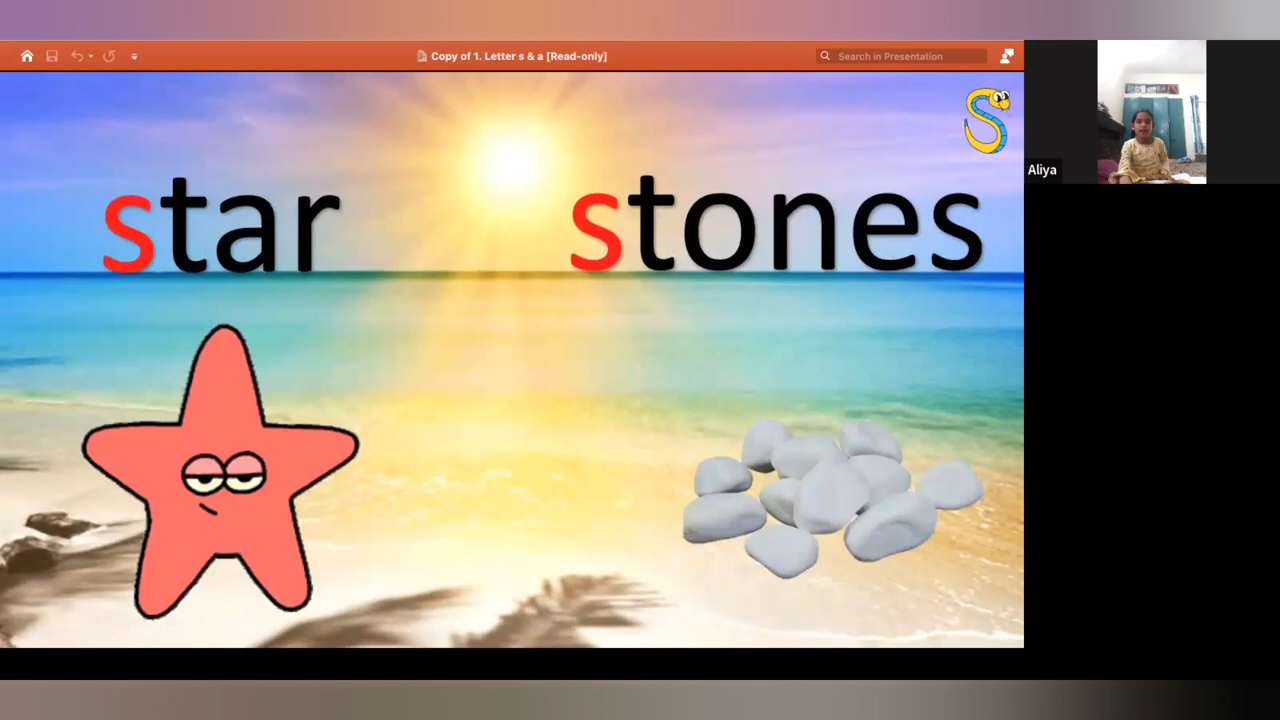 Copy of 1. Letter s & a [Read-only]
Search in Presentation
star stones
Aliya